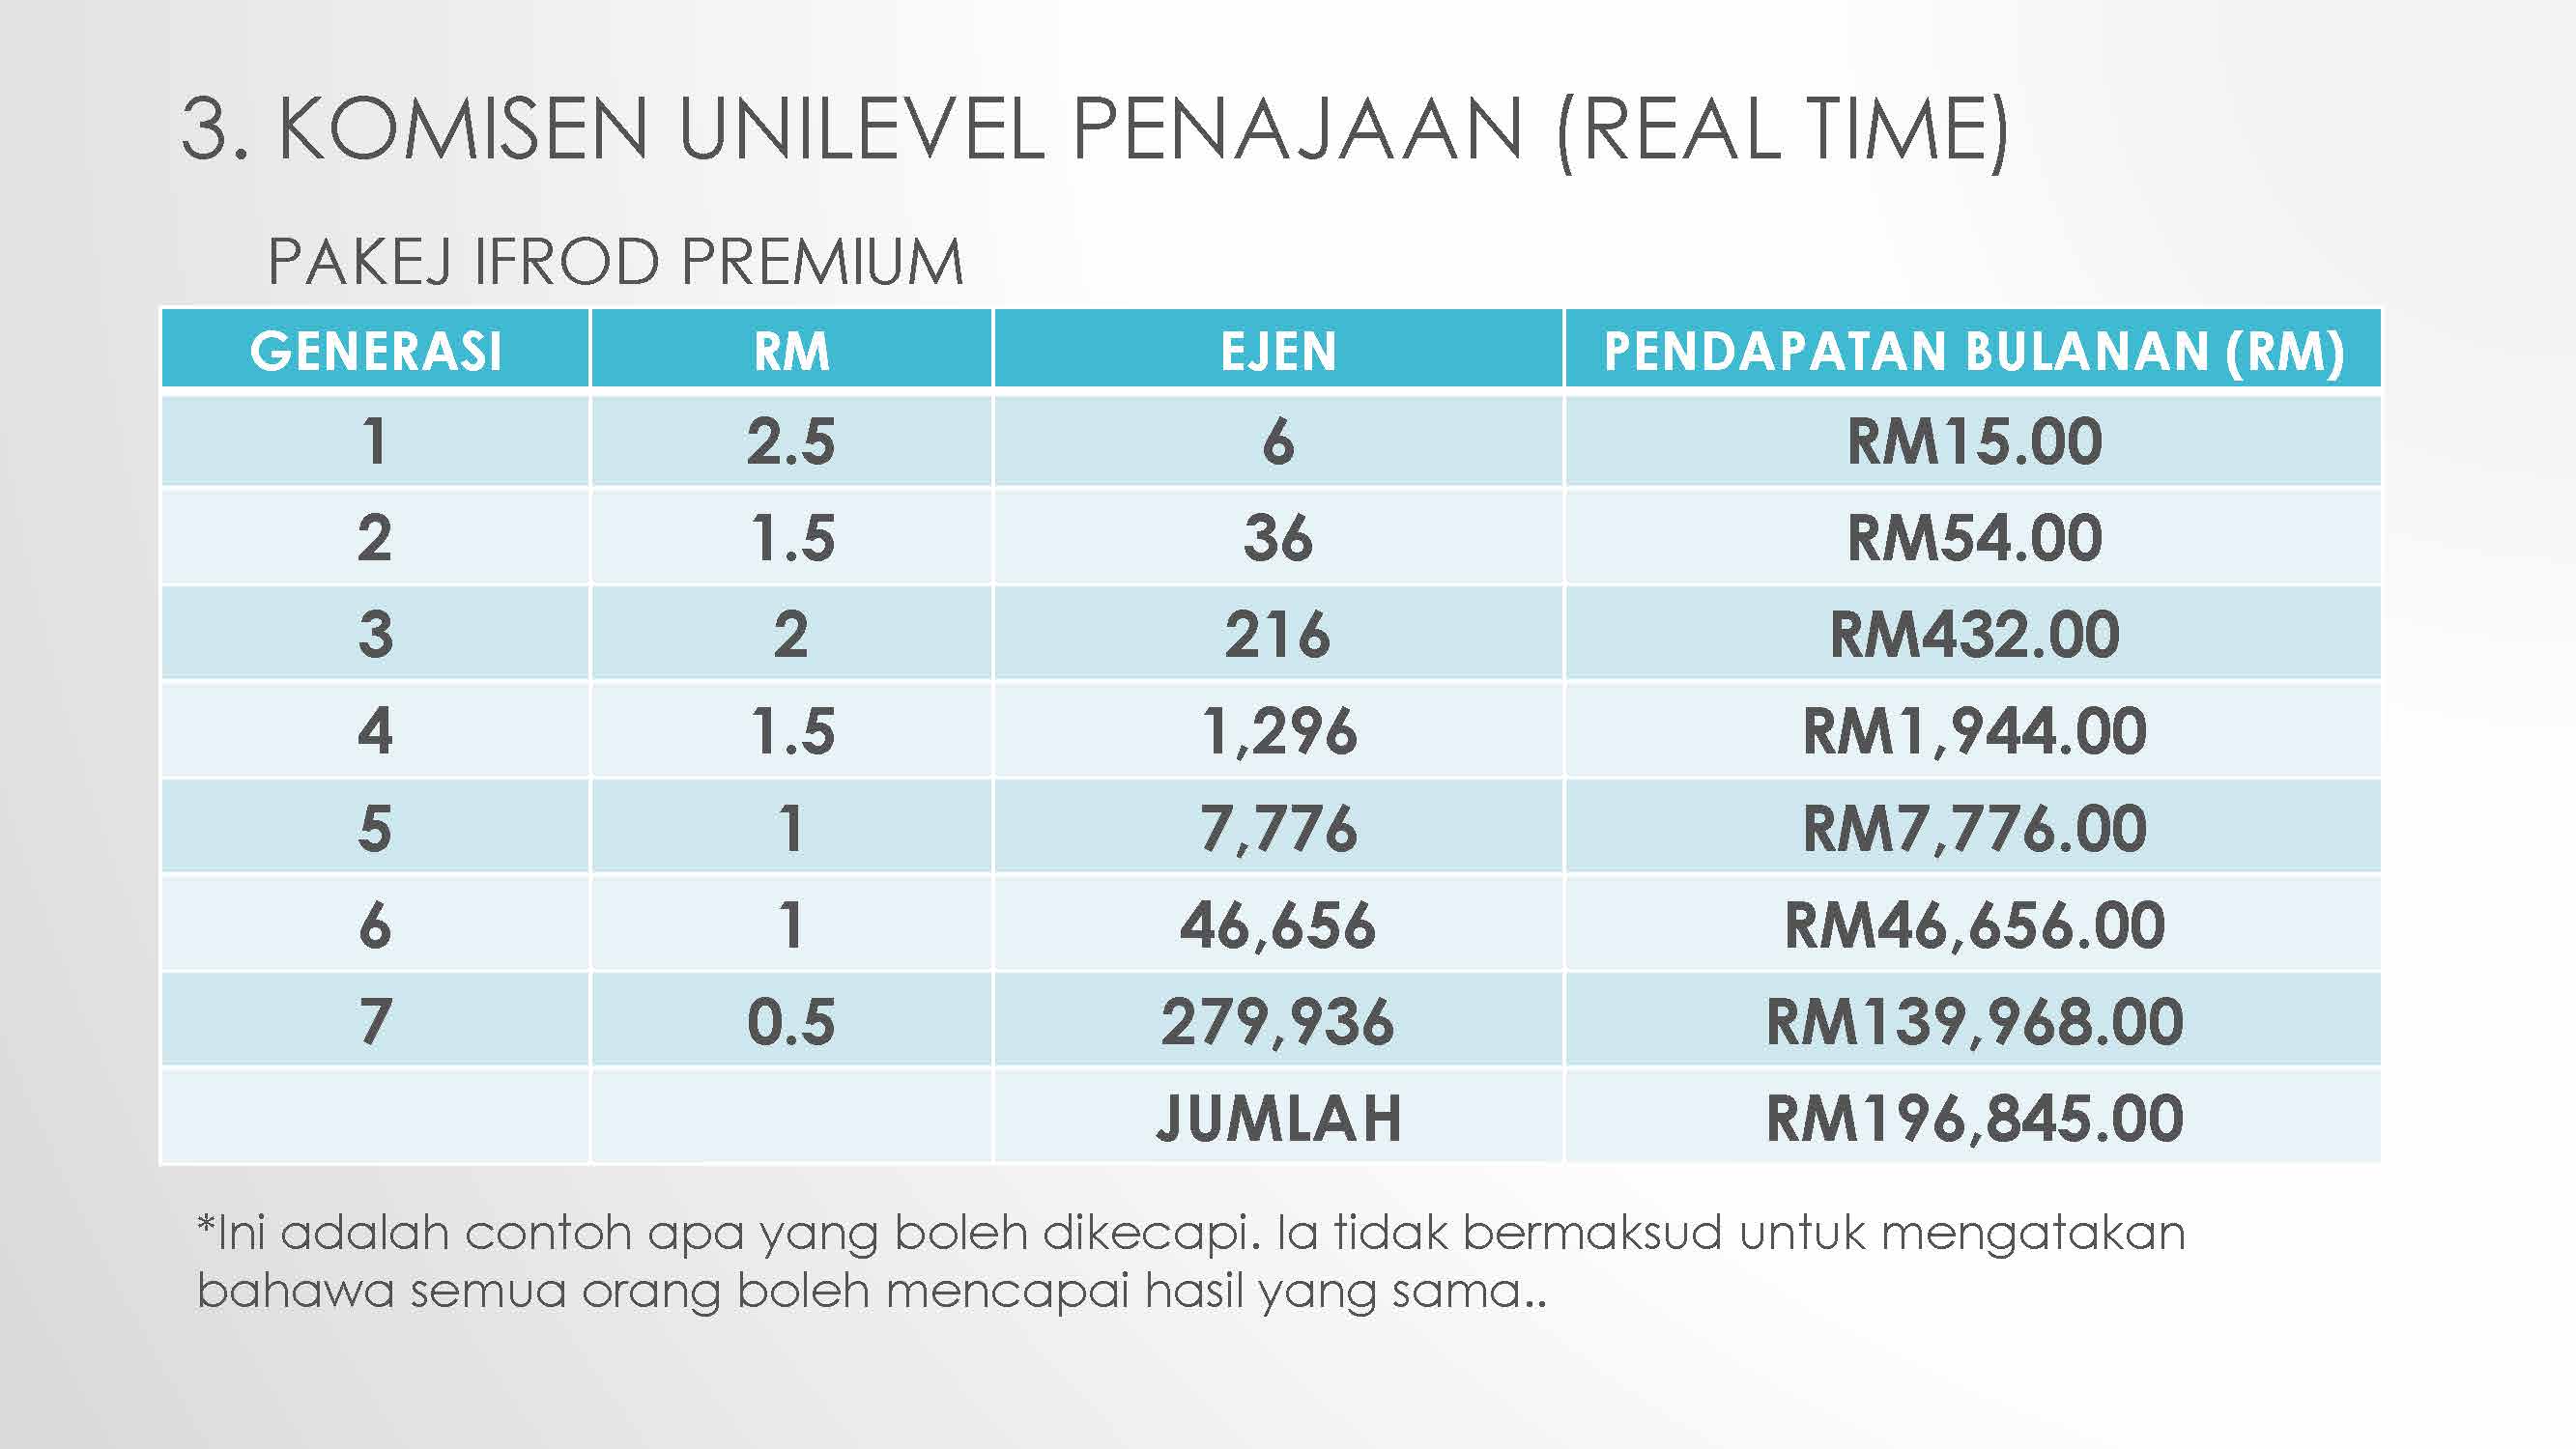 3. KOMISEN UNILEVEL PENAJAAN (REAL TIME)
PAKEJ IFROD PREMIUM
GENERASI RM EJEN PENDAPATAN BULANAN (RM)
1 2.5 6 RM15.00
2 1.5 36 RM54.00
3 2 216 RM432.00
4 1.5 1,296 RM1,944.00
5 1 7,776 RM7,776.00
6 1 46,656 RM46,656.00
7 0.5 279,936 RM139,968.00
JUMLAH RM196,845.00
*Ini adalah contoh apa yang boleh dikecapi. Ia tidak bermaksud untuk mengatakan
bahawa semua orang boleh mencapai hasil yang sama..